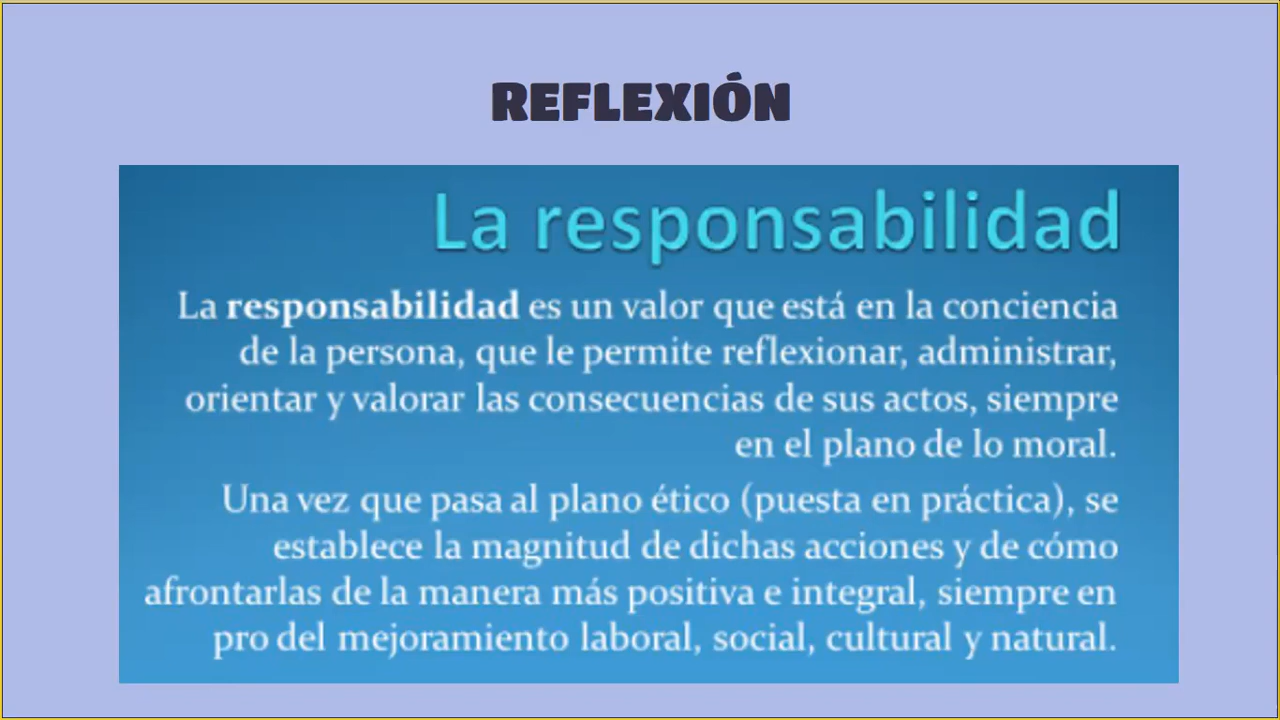 REFLEXIÓN
La responsabilidad
La responsabilidad es un valor que está en la conciencia
de la persona, que le permite reflexionar, administrar,
orientar y valorar las consecuencias de sus actos, siempre
en el plano de lo moral.
Una vez que pasa al plano ético (puesta en práctica), se
establece la magnitud de dichas acciones y de cómo
afrontarlas de la manera más positiva e integral, siempre en
pro del mejoramiento laboral, social, cultural y natural.